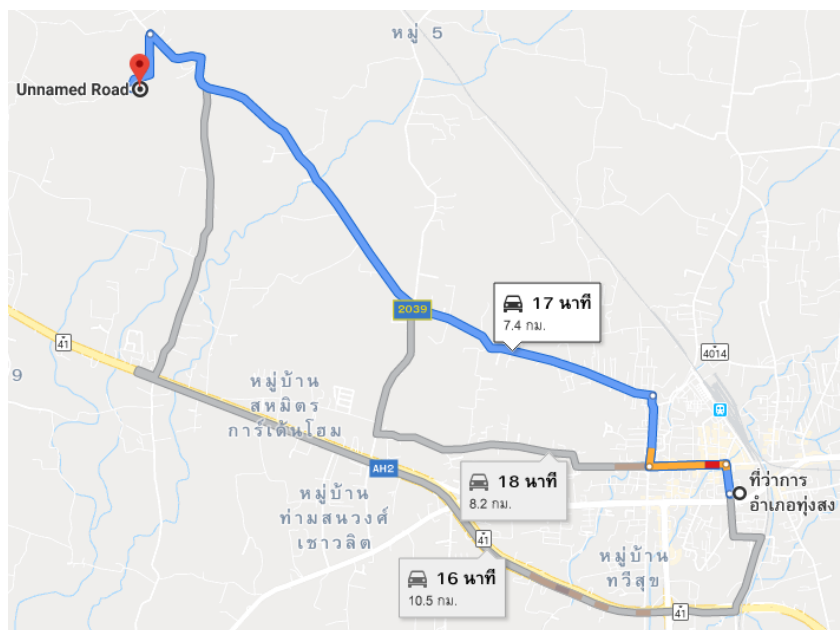 หมู่ 5
Unnamed Road
2039
17 นาที
7.4 กม.
41
4014
9
หมู่บ้าน
สหมิตร
การ์เด้นโฮม
AH2
18 นาที
8.2 กม.
ที่ว่าการ
อำเภอทุ่งสง
หมู่บ้าน
ท่ามสนวงศ์
เชาวลิต
41
16 นาที
10.5 กม.
หมู่บ้าน
ทวีสุข
41